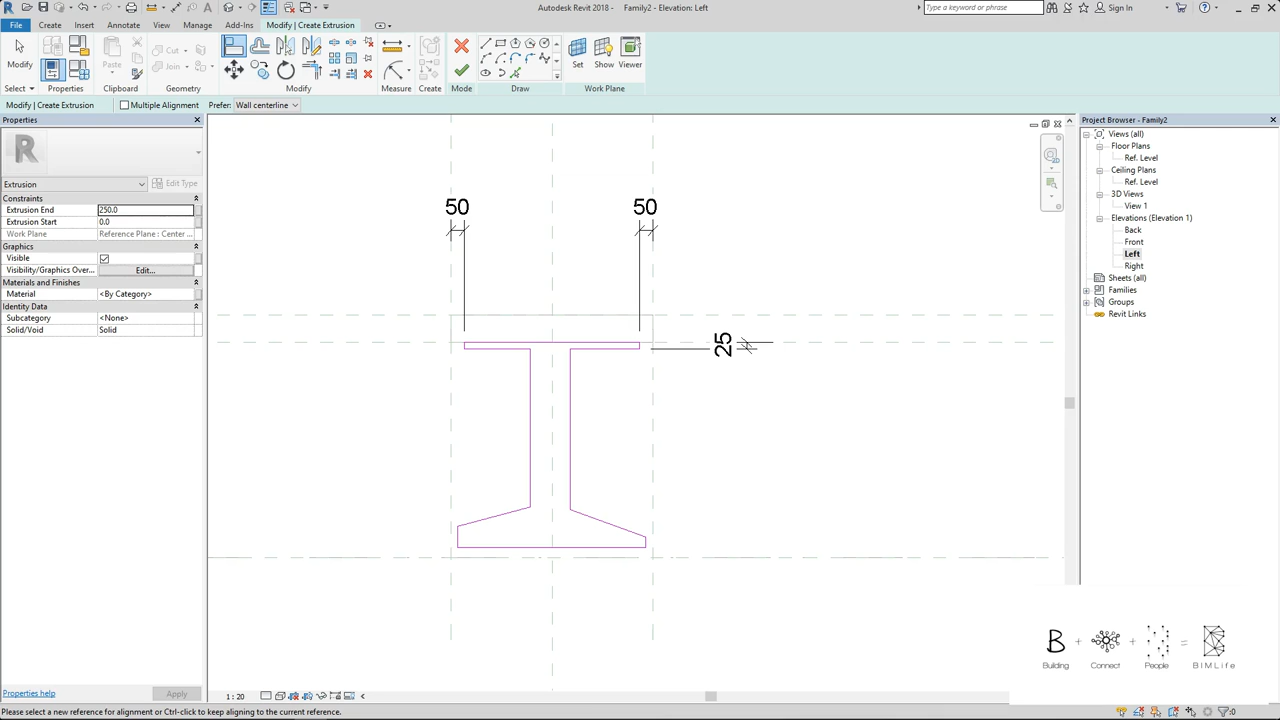 Autodesk Revit 2018 -    Family2 - Elevation: Left
Type a keyword or phrase
Sign In
File Create Insert Annotate View Manage Add-Ins Modify | Create Extrusion
Modify
Paste
Cut
Join
Create
Set Show Viewer
Select Properties Clipboard Geometry Modify Measure Create Mode Draw Work Plane
Modify | Create Extrusion Multiple Alignment Prefer: Wall centerline
Properties
Extrusion Edit Type
Constraints
Extrusion End 250.0
Extrusion Start 0.0
Work Plane Reference Plane : Center ...
Graphics
Visible
Visibility/Graphics Over... Edit...
Materials and Finishes
Material <By Category>
Identity Data
Subcategory <None>
Solid/Void Solid
Properties help Apply
50 50
25
Project Browser - Family2
Views (all)
Floor Plans
Ref. Level
Ceiling Plans
Ref. Level
3D Views
View 1
Elevations (Elevation 1)
Back
Front
Left
Right
Sheets (all)
Families
Groups
Revit Links
B + + =
Building Connect People BIMLife
1 : 20
Please select a new reference for alignment or Ctrl-click to keep aligning to the current reference.
:0